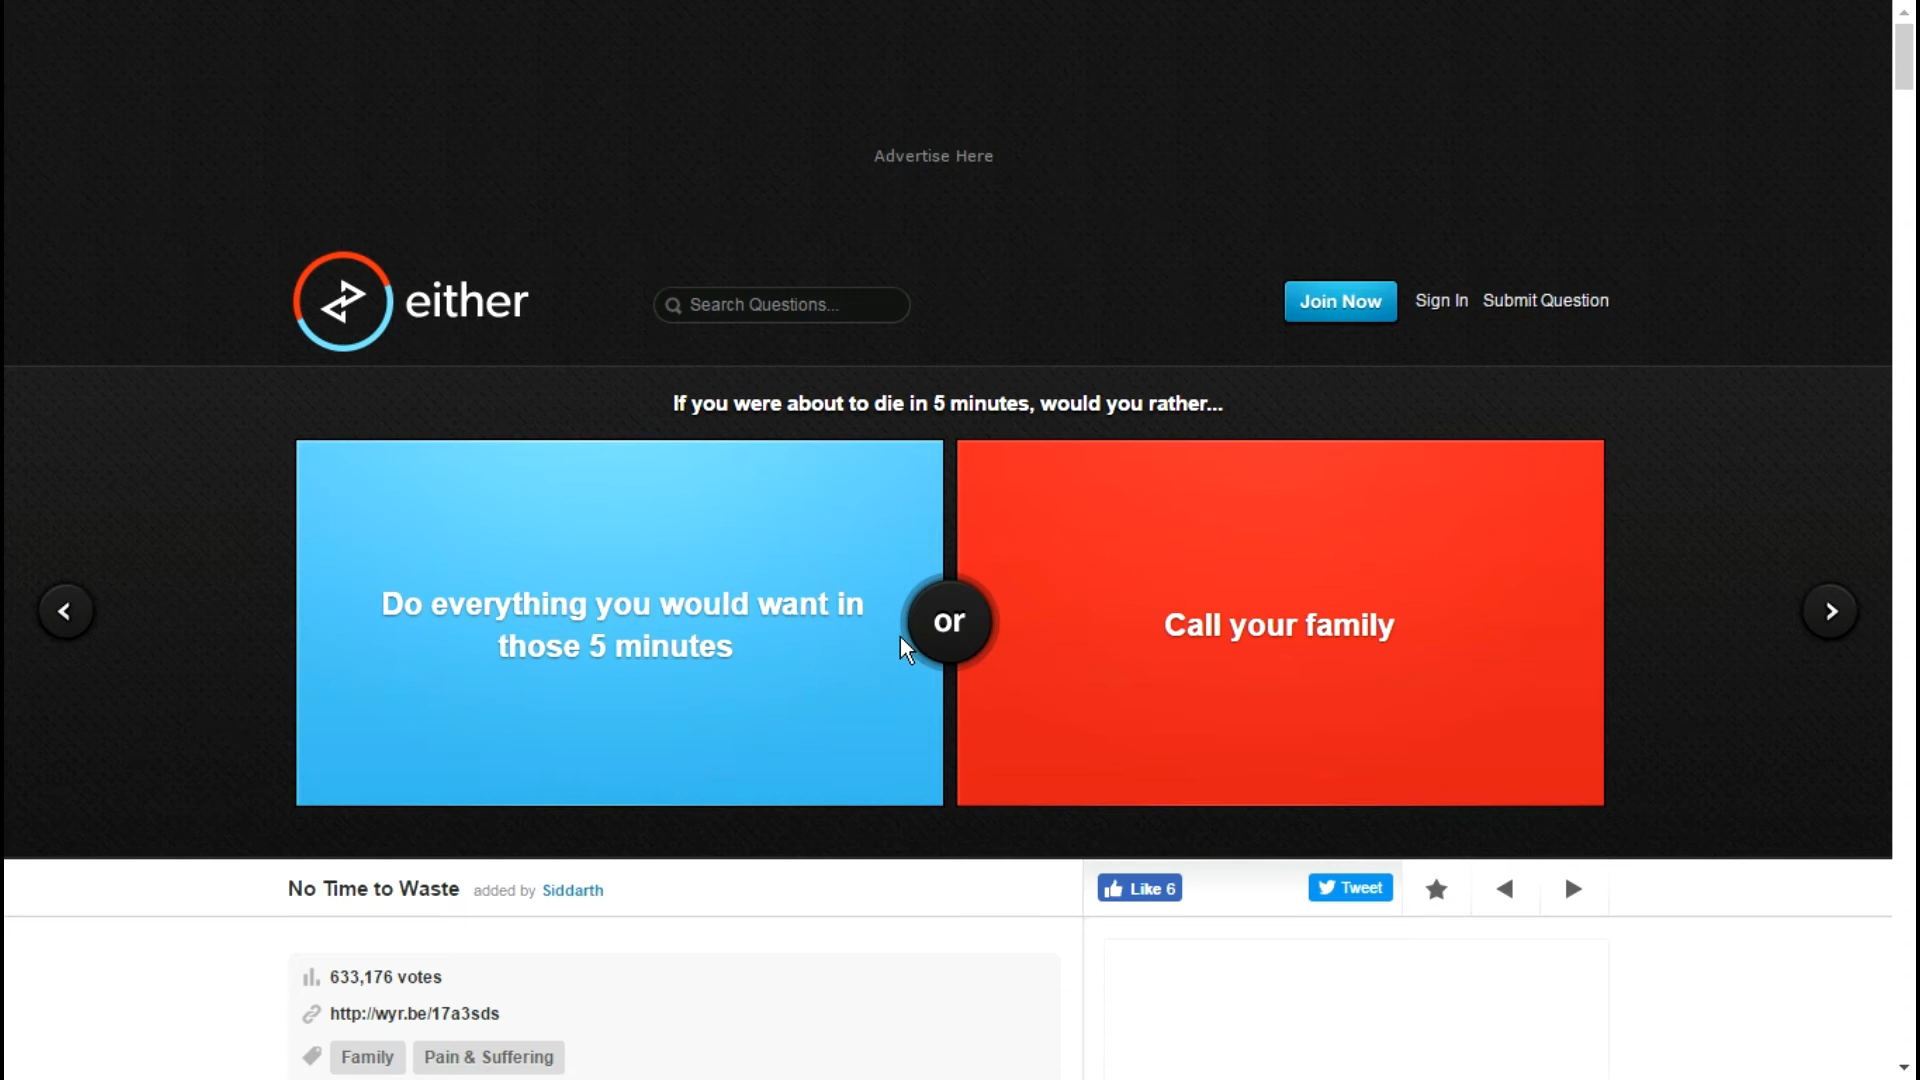 Advertise Here
either
Search Questions...
Join Now
Sign In
Submit Question
If you were about to die in 5 minutes, would you rather...
Do everything you would want in
those 5 minutes
or
Call your family
No Time to Waste added by Siddarth
Like 6
Tweet
633,176 votes
http://wyr.be/17a3sds
Family
Pain & Suffering